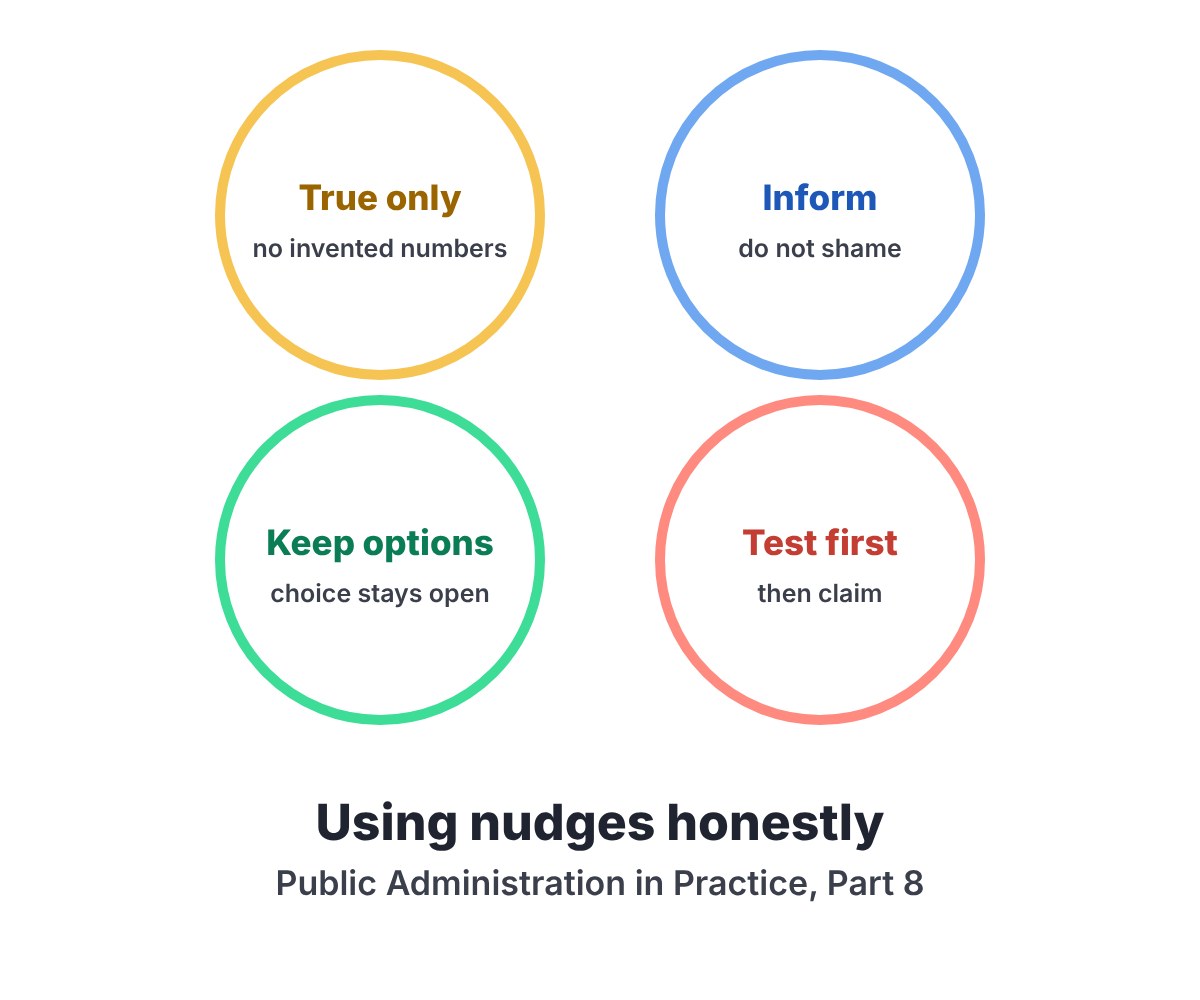 True only
no invented numbers
Inform
do not shame
Keep options
choice stays open
Test first
then claim
Using nudges honestly
Public Administration in Practice, Part 8